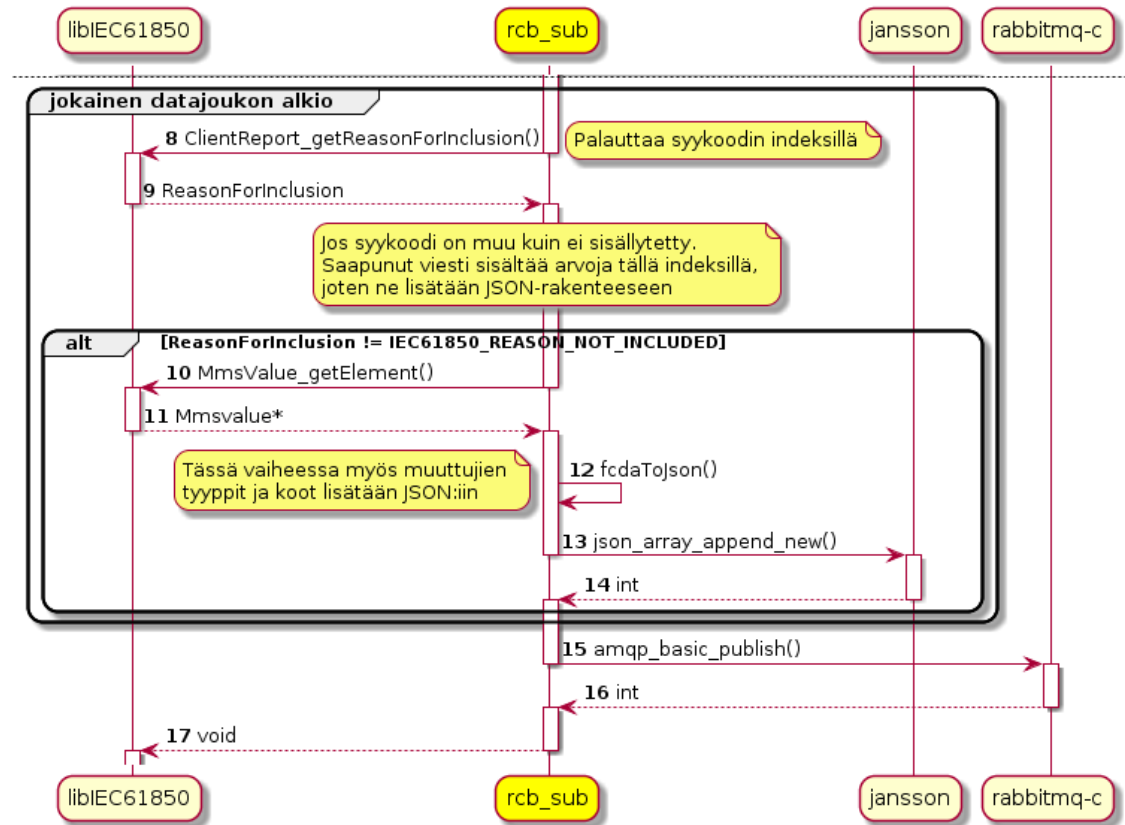 libIEC61850
rcb_sub
jansson
rabbitmq-c
jokainen datajoukon alkio
8 ClientReport_getReasonForInclusion()
Palauttaa syykoodin indeksillä
9 ReasonForInclusion
Jos syykoodi on muu kuin ei sisällytetty.
Saapunut viesti sisältää arvoja tällä indeksillä,
joten ne lisätään JSON-rakenteeseen
alt [ReasonForInclusion != IEC61850_REASON_NOT_INCLUDED]
10 MmsValue_getElement()
11 Mmsvalue*
Tässä vaiheessa myös muuttujien
tyyppit ja koot lisätään JSON:iin
12 fcdaToJson()
13 json_array_append_new()
14 int
15 amqp_basic_publish()
16 int
17 void
libIEC61850
rcb_sub
jansson
rabbitmq-c